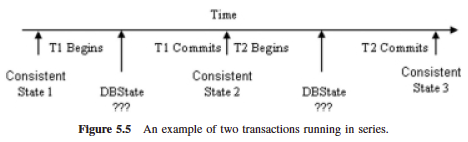 Time
T1 Begins T1 Commits T2 Begins T2 Commits
Consistent State 1
DBState ???
Consistent State 2
DBState ???
Consistent State 3
Figure 5.5 An example of two transactions running in series.